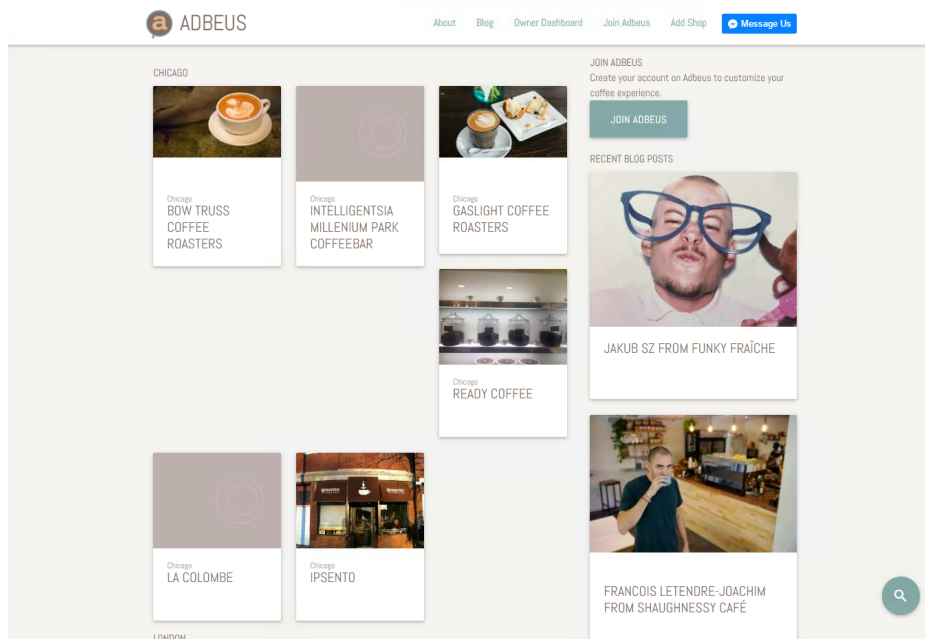 ADBEUS
About Blog Owner Dashboard Join Adbeus Add Shop Message Us
CHICAGO
Chicago
BOW TRUSS
COFFEE
ROASTERS
Chicago
INTELLIGENTSIA
MILLENIUM PARK
COFFEEBAR
Chicago
GASLIGHT COFFEE
ROASTERS
Chicago
READY COFFEE
Chicago
LA COLOMBE
ipsento
ipsento
Chicago
IPSENTO
LONDON
JOIN ADBEUS
Create your account on Adbeus to customize your
coffee experience.
JOIN ADBEUS
RECENT BLOG POSTS
JAKUB SZ FROM FUNKY FRAÎCHE
FRANCOIS LETENDRE-JOACHIM
FROM SHAUGHNESSY CAFÉ